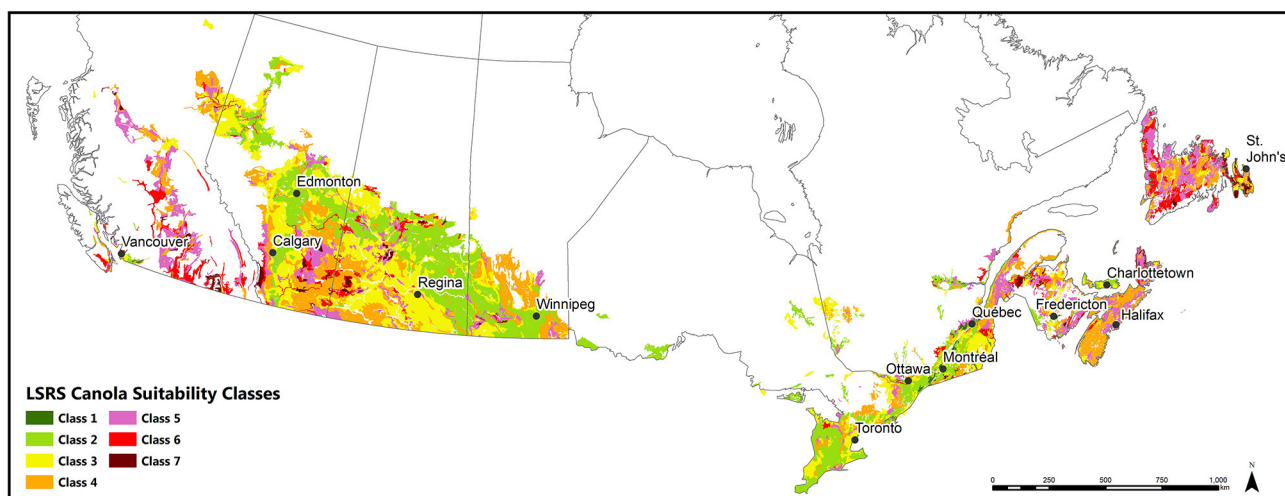 St.
John's
Edmonton
Vancouver
Calgary
Charlottetown
Regina
Fredericton
Winnipeg
Québec
Halifax
Montréal
Ottawa
Toronto
LSRS Canola Suitability Classes
Class 1
Class 5
Class 2
Class 6
Class 3
Class 7
Class 4
0 250 500 750 1,000
km
N